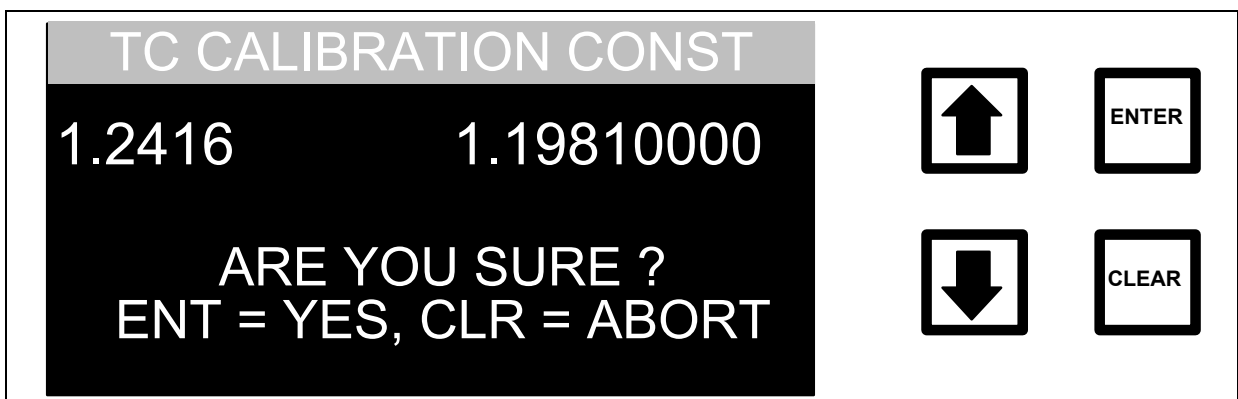 TC CALIBRATION CONST
1.2416 1.19810000
ARE YOU SURE ?
ENT = YES, CLR = ABORT
ENTER
CLEAR